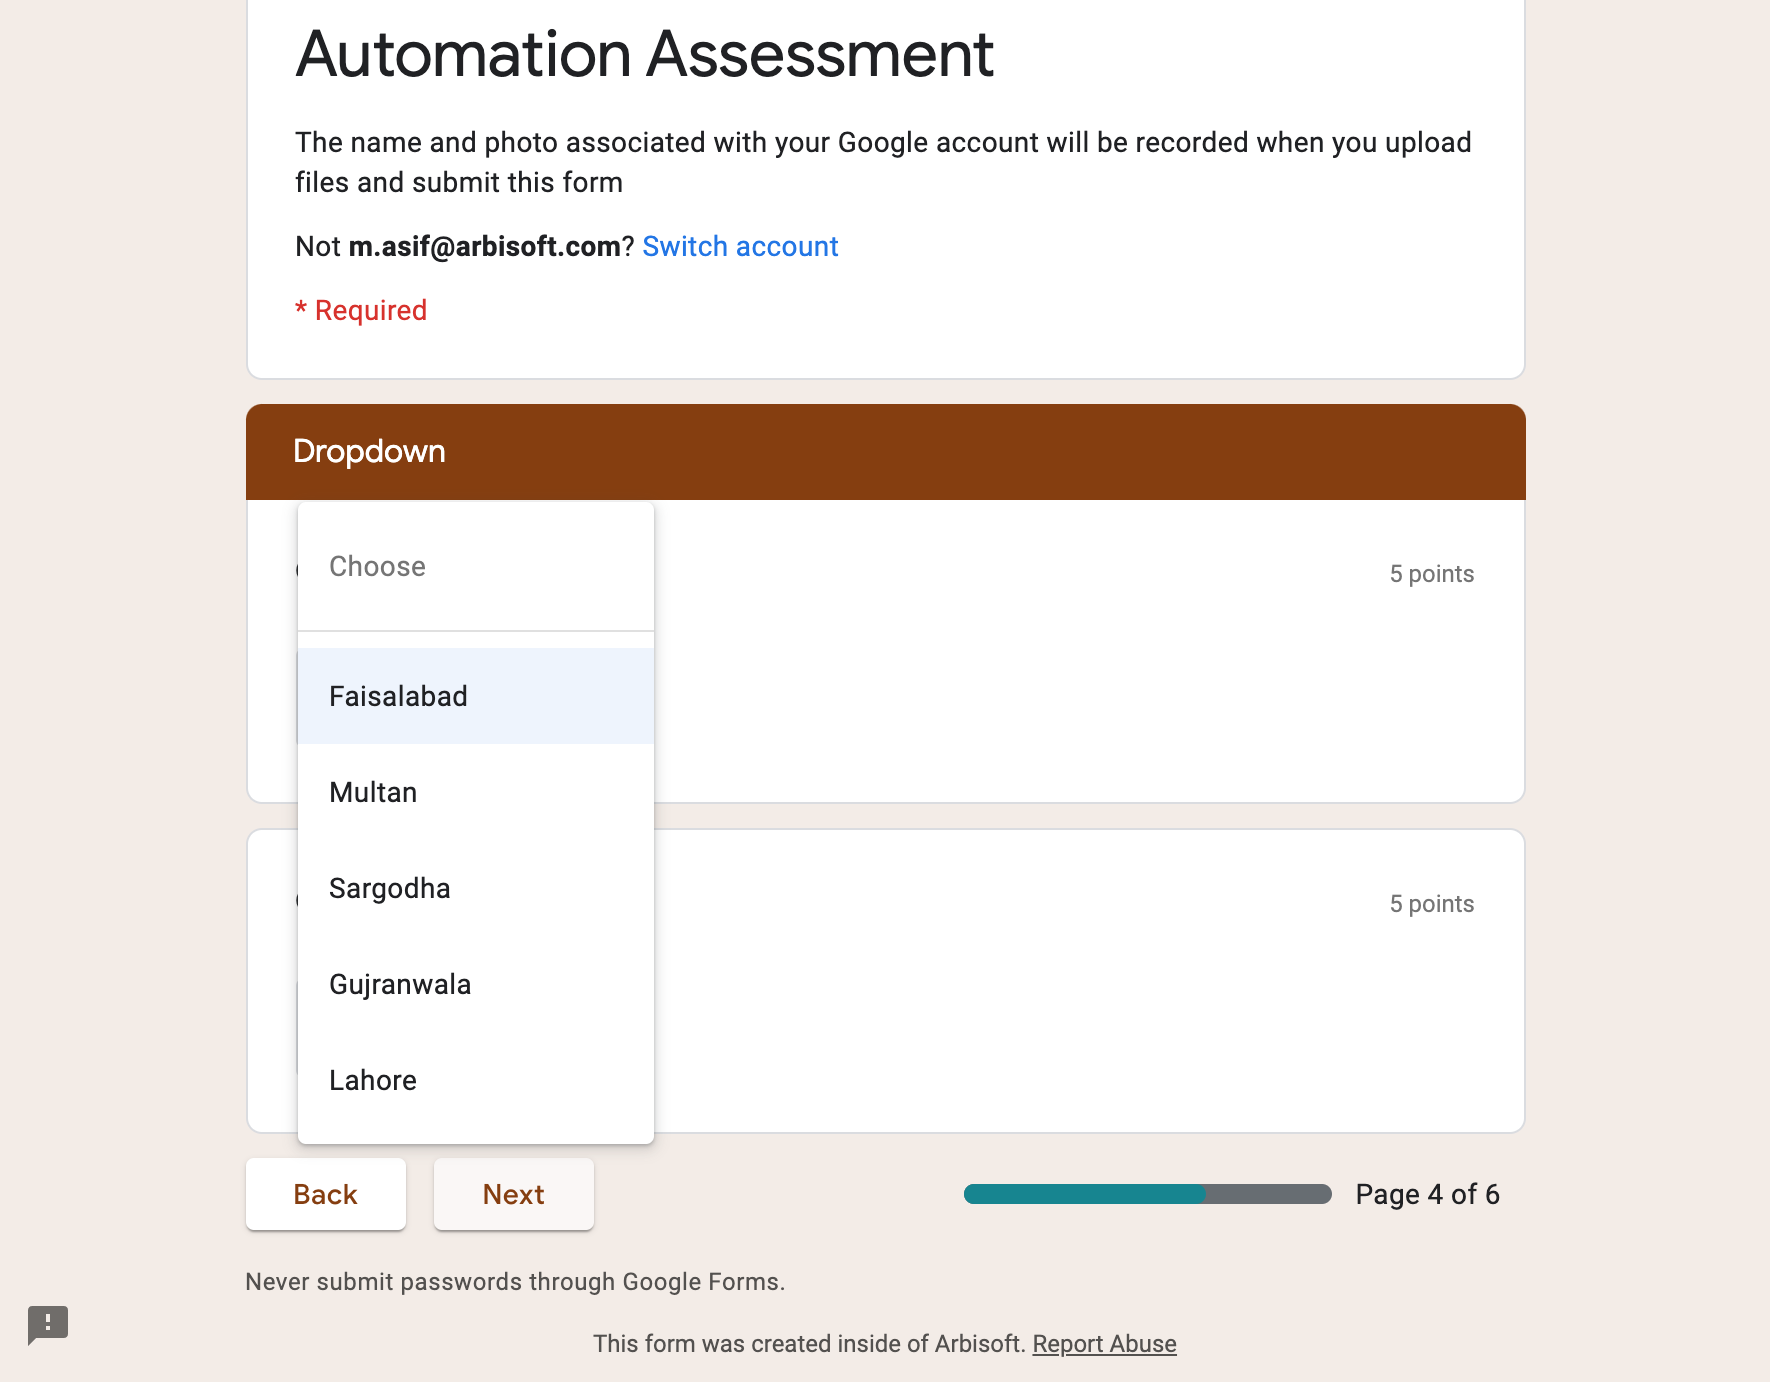 Automation Assessment
The name and photo associated with your Google account will be recorded when you upload
files and submit this form
Not m.asif@arbisoft.com? Switch account
* Required
Dropdown
Choose
5 points
Faisalabad
Multan
Sargodha
5 points
Gujranwala
Lahore
Back
Next
Page 4 of 6
Never submit passwords through Google Forms.
This form was created inside of Arbisoft. Report Abuse